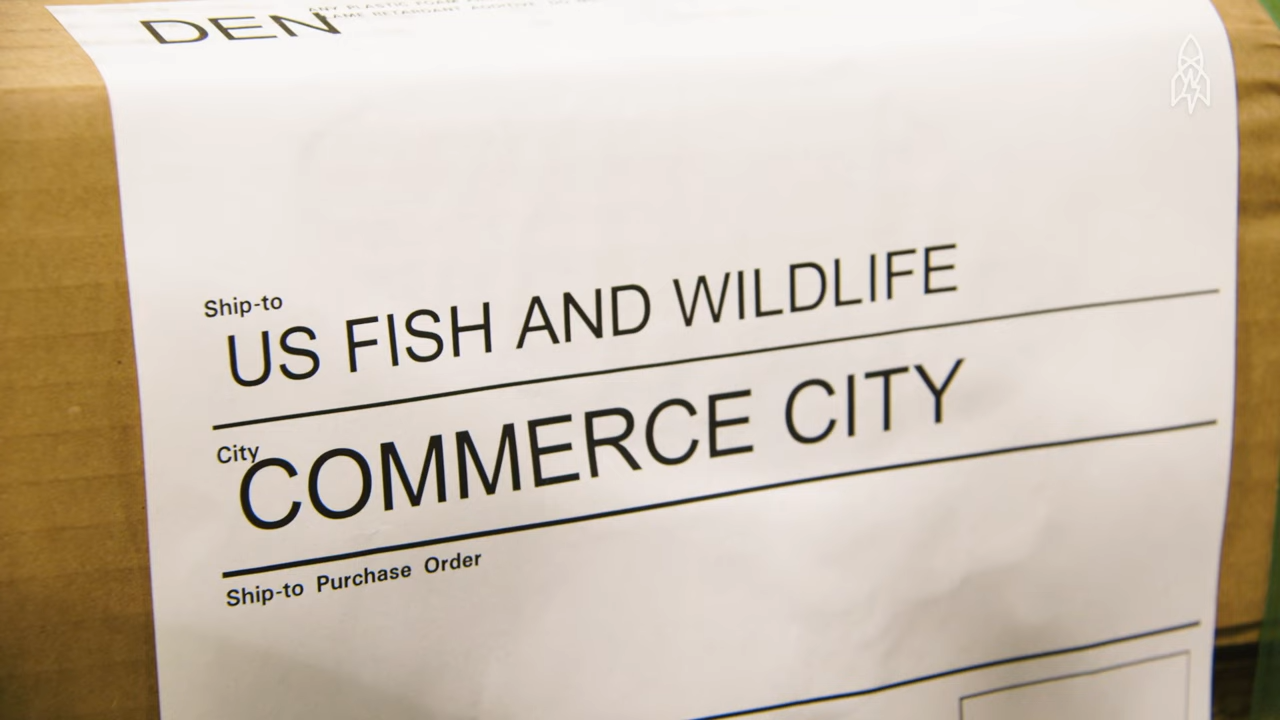 DEN
Ship-to
US FISH AND WILDLIFE
City
COMMERCE CITY
Ship-to Purchase Order